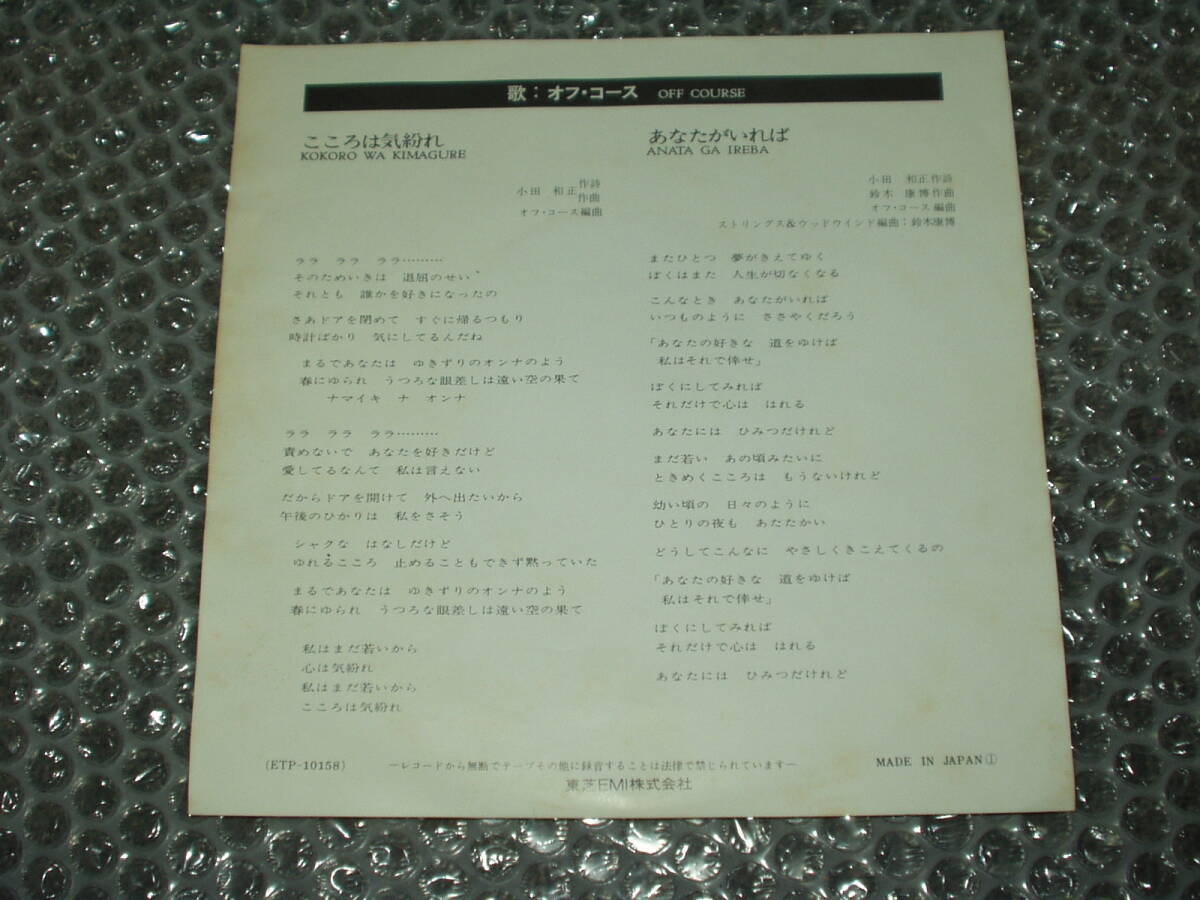 歌：オフ・コース OFF COURSE
こころは気紛れ
KOKORO WA KIMAGURE
小田 和正 作詩
作曲
オフ・コース編曲
ララ ララ ララ………
そのためいきは 退屈のせい
それとも 誰かを好きになったの
さあドアを閉めて すぐに帰るつもり
時計ばかり 気にしてるんだね
まるであなたは ゆきずりのオンナのよう
春にゆられ うつろな眼差しは遠い空の果て
ナマイキ ナ オンナ
ララ ララ ララ………
責めないで あなたを好きだけど
愛してるなんて 私は言えない
だからドアを開けて 外へ出たいから
午後のひかりは 私をさそう
シャクな はなしだけど
ゆれるこころ 止めることもできず黙っていた
まるであなたは ゆきずりのオンナのよう
春にゆられ うつろな眼差しは遠い空の果て
私はまだ若いから
心は気紛れ
私はまだ若いから
こころは気紛れ
あなたがいれば
ANATA GA IREBA
小田 和正作詩
鈴木 康博作曲
オフ・コース編曲
ストリングス&ウッドウインド編曲：鈴木康博
またひとつ 夢がきえてゆく
ぼくはまた 人生が切なくなる
こんなとき あなたがいれば
いつものように ささやくだろう
「あなたの好きな 道をゆけば
私はそれで倖せ」
ぼくにしてみれば
それだけで心は はれる
あなたには ひみつだけれど
まだ若い あの頃みたいに
ときめくこころは もうないけれど
幼い頃の 日々のように
ひとりの夜も あたたかい
どうしてこんなに やさしくきこえてくるの
「あなたの好きな 道をゆけば
私はそれで倖せ」
ぼくにしてみれば
それだけで心は はれる
あなたには ひみつだけれど
(ETP-10158)
―レコードから無断でテープその他に録音することは法律で禁じられています―
MADE IN JAPAN①
東芝EMI株式会社